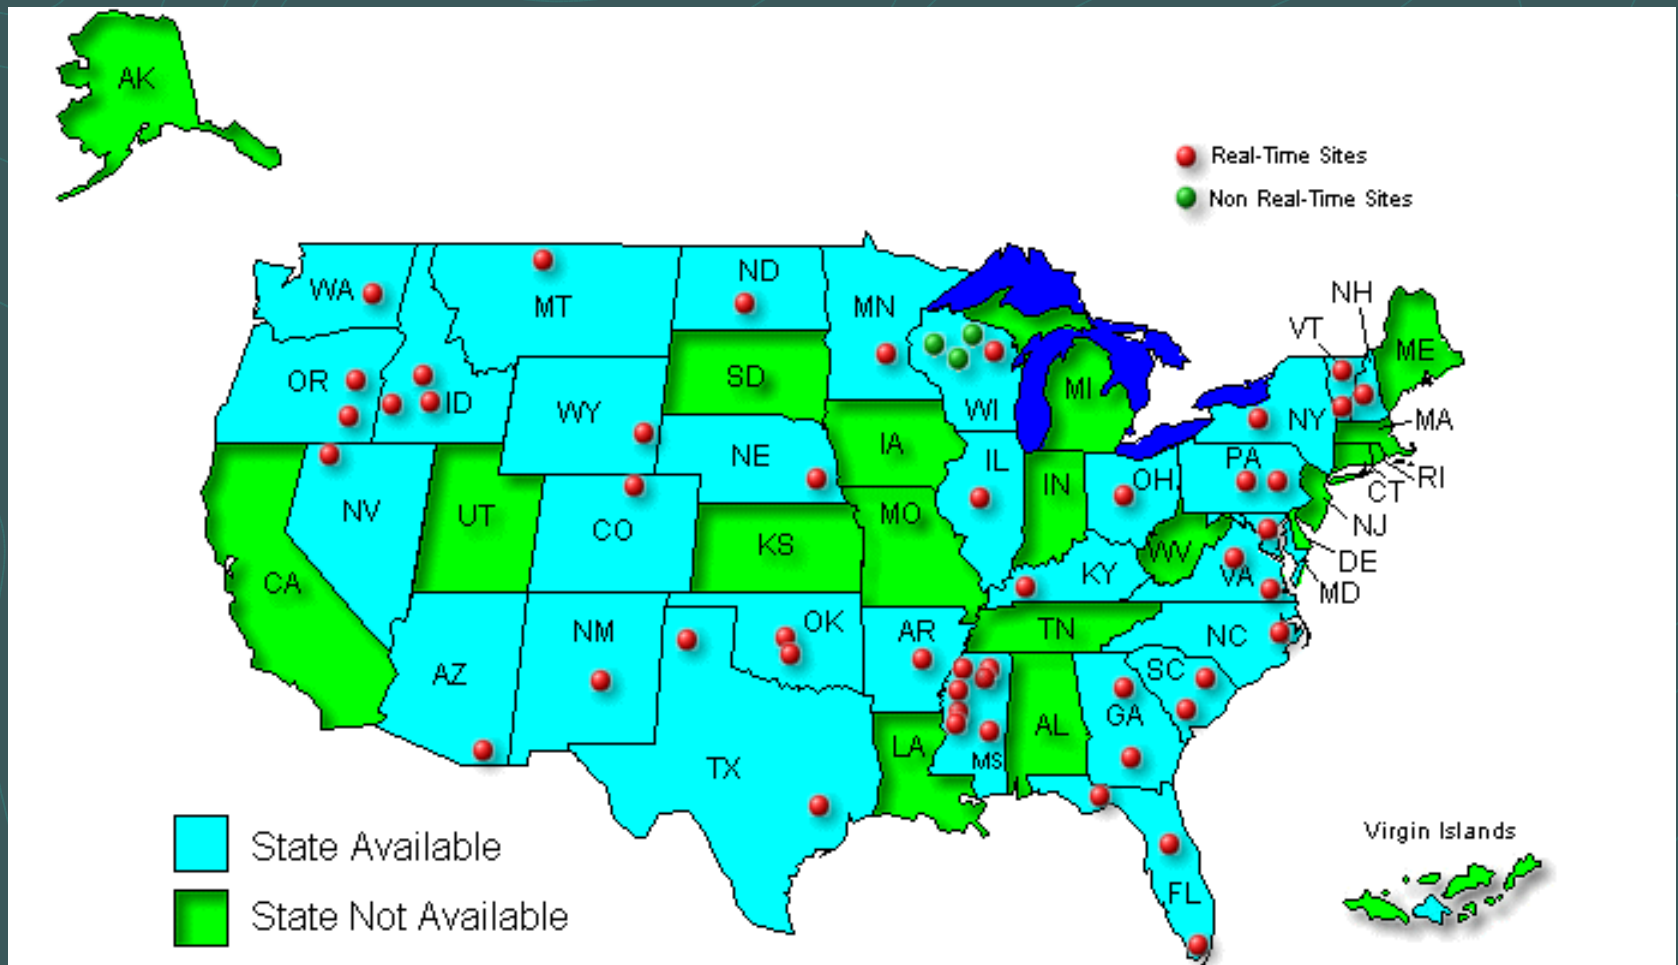 AK
Real-Time Sites
Non Real-Time Sites
WA
MT
ND
MN
NH
VT
ME
OR
ID
WY
SD
WI
MI
NY
MA
NV
UT
CO
NE
IA
IL
IN
OH
PA
RI
CT
NJ
CA
KS
MO
KY
WV
VA
DE
MD
AZ
NM
OK
AR
TN
NC
SC
TX
LA
MS
AL
GA
FL
State Available
State Not Available
Virgin Islands